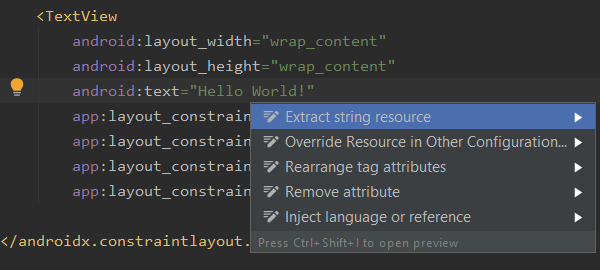 <TextView
android:layout_width="wrap_content"
android:layout_height="wrap_content"
android:text="Hello World!"
app:layout_constrain
Extract string resource
app:layout_constrain
Override Resource in Other Configuration...
app:layout_constrain
Rearrange tag attributes
app:layout_constrain
Remove attribute
Inject language or reference
</androidx.constraintlayout.
Press Ctrl+Shift+I to open preview